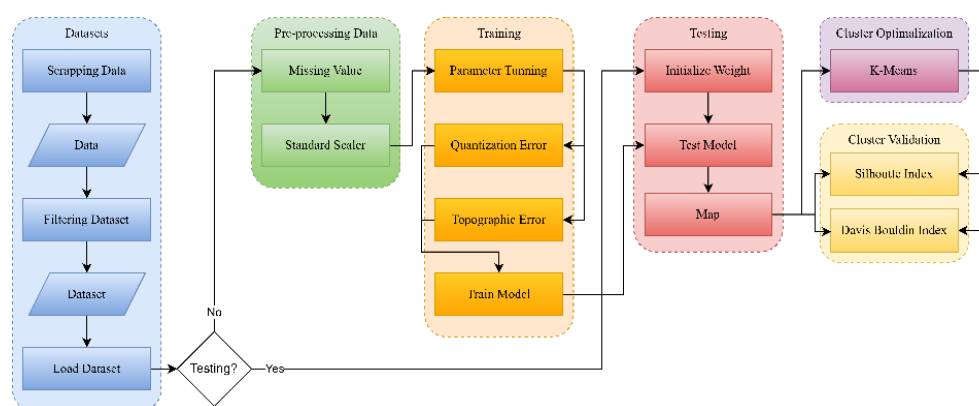 Datasets
Scrapping Data
Data
Filtering Dataset
Dataset
Load Dataset
Testing?
No
Yes
Pre-processing Data
Missing Value
Standard Scaler
Training
Parameter Tunning
Quantization Error
Topographic Error
Train Model
Testing
Initialize Weight
Test Model
Map
Cluster Optimalization
K-Means
Cluster Validation
Silhoutte Index
Davis Bouldin Index